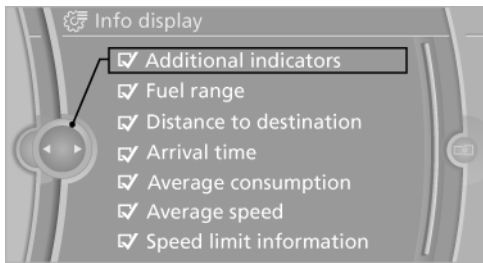 Info display
Additional indicators
Fuel range
Distance to destination
Arrival time
Average consumption
Average speed
Speed limit information